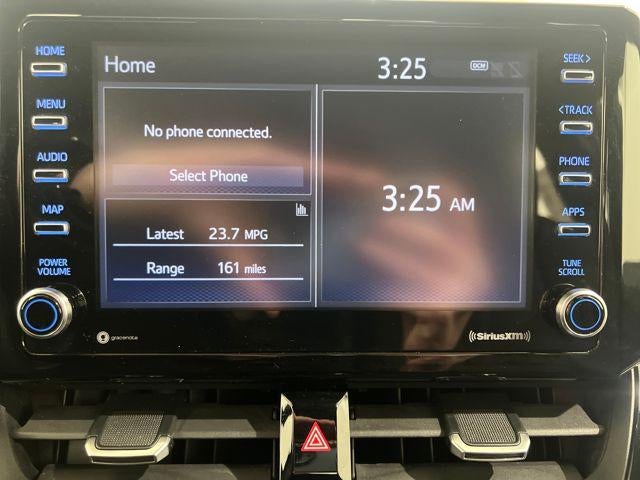 HOME
MENU
AUDIO
MAP
POWER
VOLUME
Home
3:25
DCM
No phone connected.
Select Phone
Latest 23.7 MPG
Range 161 miles
3:25 AM
SEEK >
< TRACK
PHONE
APPS
TUNE
SCROLL
gracenote
((SiriusXM))